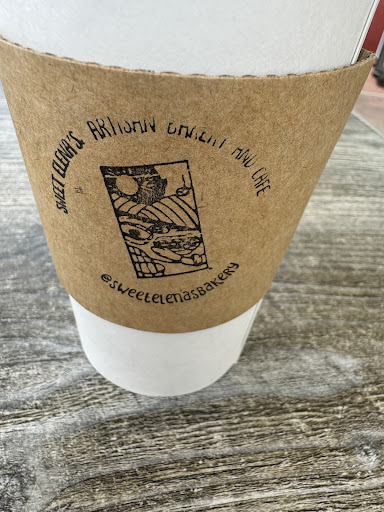 SWEET ELENA'S ARTISAN BAKERY AND CAFE
@SWEETELENASBAKERY